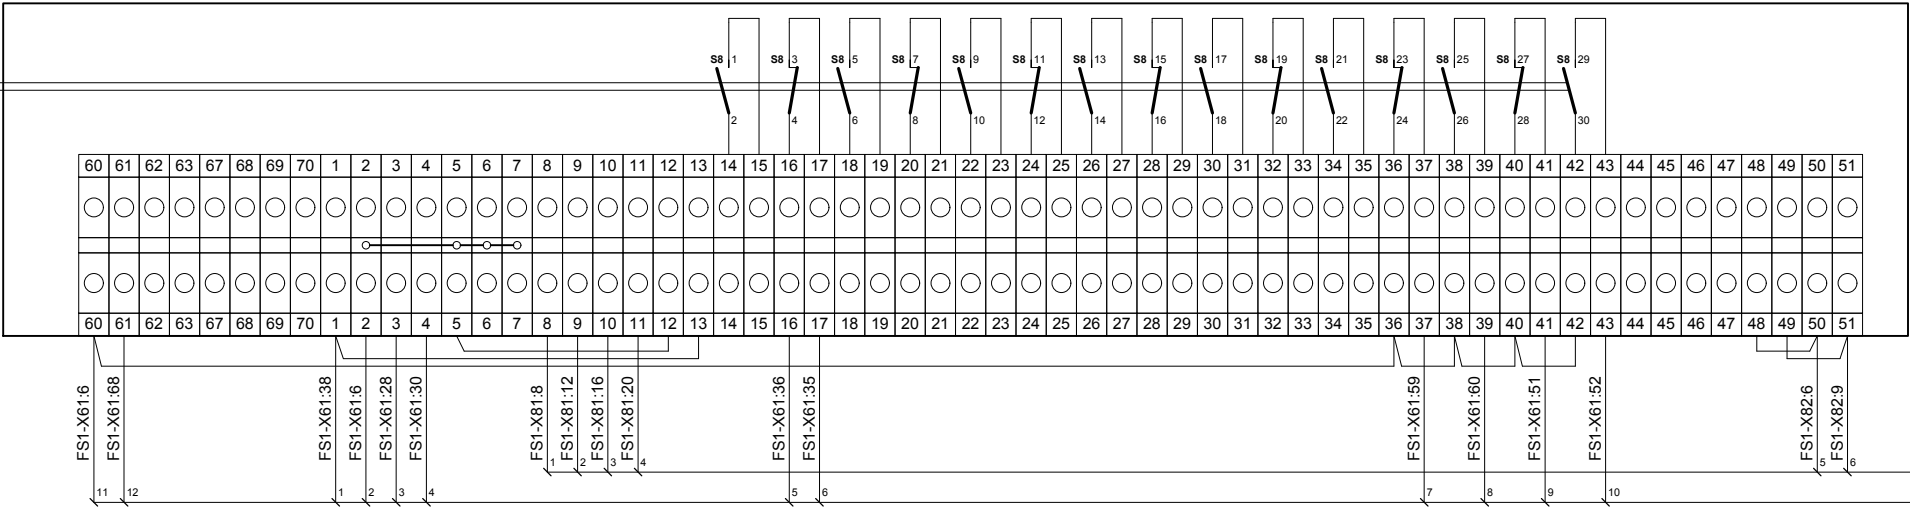 S8 1 S8 3 S8 5 S8 7 S8 9 S8 11 S8 13 S8 15 S8 17 S8 19 S8 21 S8 23 S8 25 S8 27 S8 29
2 4 6 8 10 12 14 16 18 20 22 24 26 28 30
60 61 62 63 67 68 69 70 1 2 3 4 5 6 7 8 9 10 11 12 13 14 15 16 17 18 19 20 21 22 23 24 25 26 27 28 29 30 31 32 33 34 35 36 37 38 39 40 41 42 43 44 45 46 47 48 49 50 51
60 61 62 63 67 68 69 70 1 2 3 4 5 6 7 8 9 10 11 12 13 14 15 16 17 18 19 20 21 22 23 24 25 26 27 28 29 30 31 32 33 34 35 36 37 38 39 40 41 42 43 44 45 46 47 48 49 50 51
FS1-X61:6
FS1-X61:68
FS1-X61:38
FS1-X61:6
FS1-X61:28
FS1-X61:30
FS1-X81:8
FS1-X81:12
FS1-X81:16
FS1-X81:20
FS1-X61:36
FS1-X61:35
FS1-X61:59
FS1-X61:60
FS1-X61:51
FS1-X61:52
FS1-X82:6
FS1-X82:9
1 2 3 4 5 6
11 12 1 2 3 4 5 6 7 8 9 10